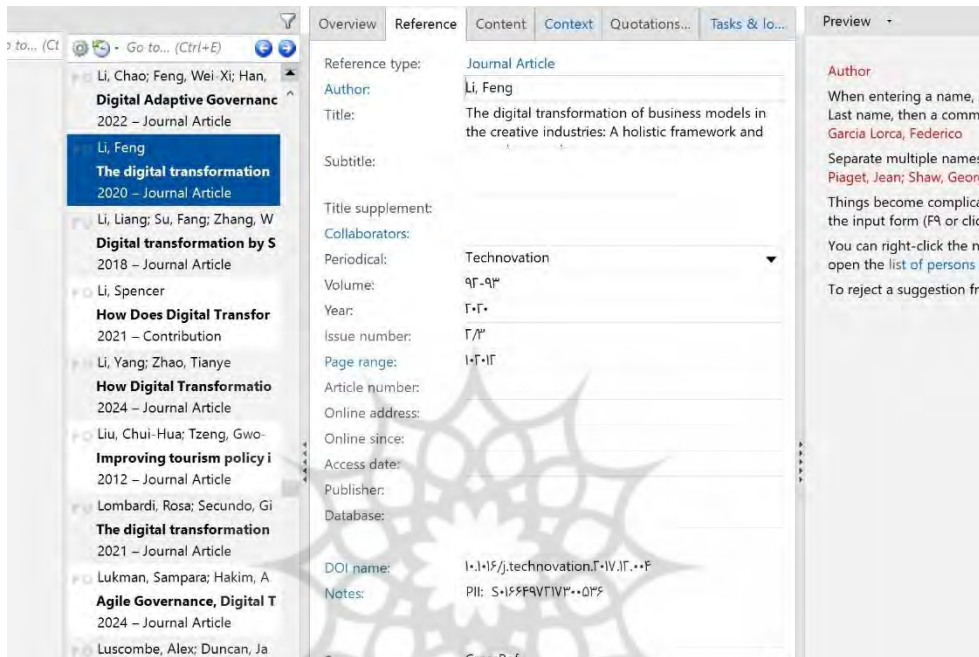 Go to... (Ctrl+E)
Li, Chao; Feng, Wei-Xi; Han,
Digital Adaptive Governanc
2022 – Journal Article
Li, Feng
The digital transformation
2020 – Journal Article
Li, Liang; Su, Fang; Zhang, W
Digital transformation by S
2018 – Journal Article
Li, Spencer
How Does Digital Transfor
2021 – Contribution
Li, Yang; Zhao, Tianye
How Digital Transformatio
2024 – Journal Article
Liu, Chui-Hua; Tzeng, Gwo-
Improving tourism policy i
2012 – Journal Article
Lombardi, Rosa; Secundo, Gi
The digital transformation
2021 – Journal Article
Lukman, Sampara; Hakim, A
Agile Governance, Digital T
2024 – Journal Article
Luscombe, Alex; Duncan, Ja
Overview Reference Content Context Quotations... Tasks & lo...
Reference type: Journal Article
Author: Li, Feng
Title: The digital transformation of business models in
the creative industries: A holistic framework and
Subtitle:
Title supplement:
Collaborators:
Periodical: Technovation
Volume: ۹۲-۹۳
Year: ۲۰۲۰
Issue number: ۲/۳
Page range: ۱۰۲۰۱۲
Article number:
Online address:
Online since:
Access date:
Publisher:
Database:
DOI name: ۱۰.۱۰۱۶/j.technovation.۲۰۱۷.۱۲.۰۰۴
Notes: PII: S۰۱۶۶۴۹۷۲۱۷۳۰۰۵۳۶
Preview
Author
When entering a name,
Last name, then a comm
Garcia Lorca, Federico
Separate multiple names
Piaget, Jean; Shaw, Geor
Things become complica
the input form (F۹ or clic
You can right-click the n
open the list of persons
To reject a suggestion fr